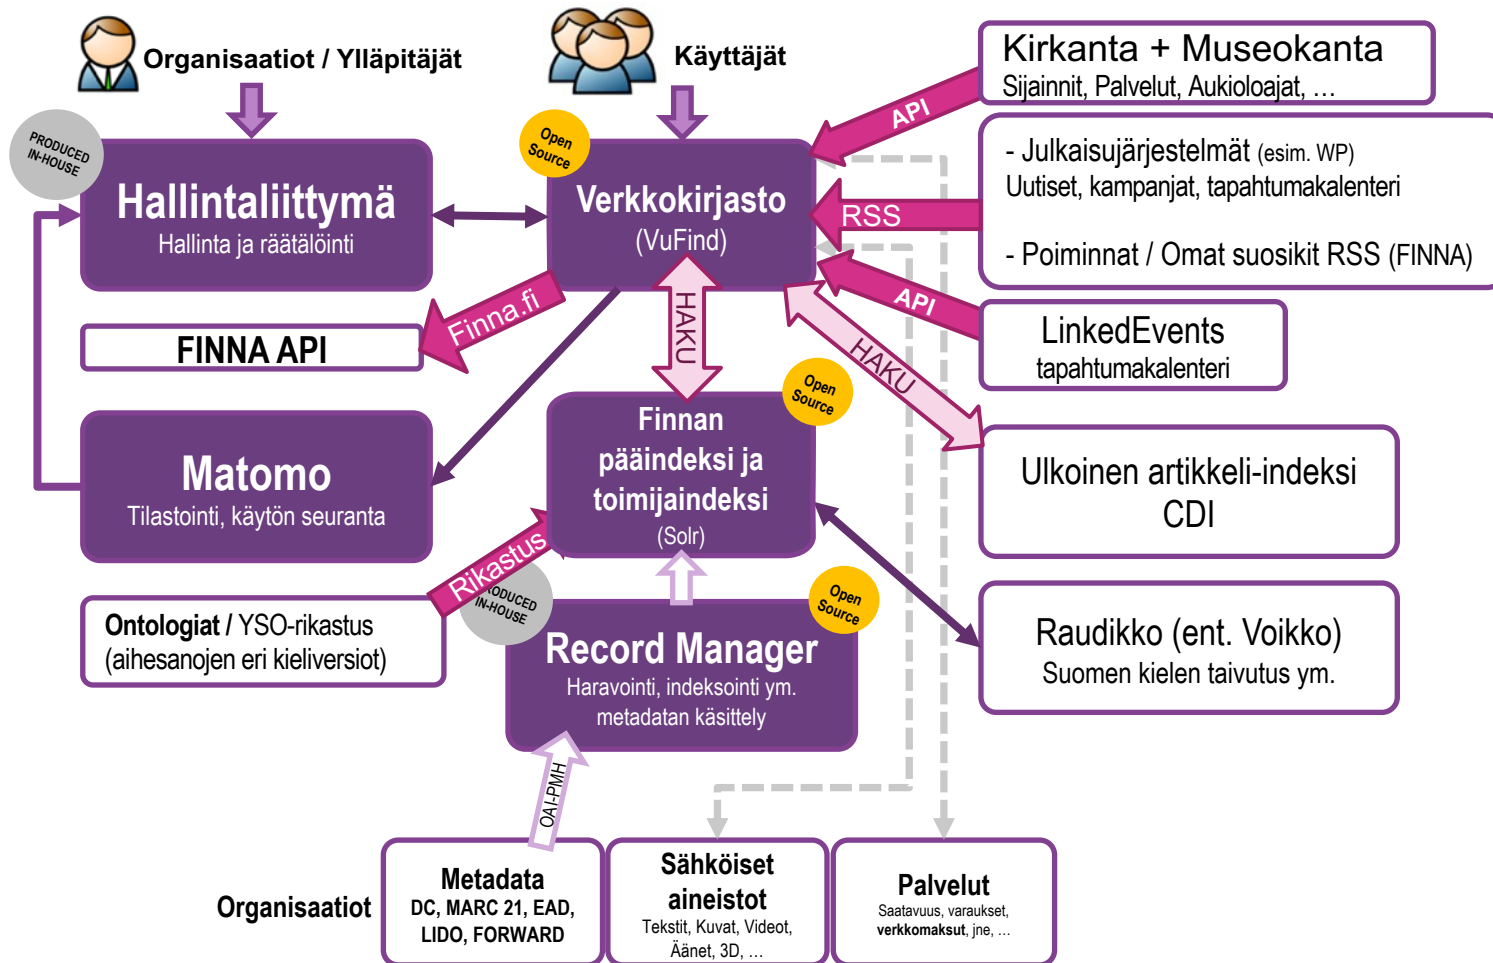 Organisaatiot / Ylläpitäjät
Käyttäjät
Kirkanta + Museokanta
Sijainnit, Palvelut, Aukioloajat, …
API
PRODUCED
IN-HOUSE
Open
Source
Hallintaliittymä
Hallinta ja räätälöinti
Verkkokirjasto
(VuFind)
- Julkaisujärjestelmät (esim. WP)
Uutiset, kampanjat, tapahtumakalenteri
- Poiminnat / Omat suosikit RSS (FINNA)
RSS
API
Finna.fi
HAKU
HAKU
FINNA API
LinkedEvents
tapahtumakalenteri
Open
Source
Finnan
pääindeksi ja
toimijaindeksi
(Solr)
Matomo
Tilastointi, käytön seuranta
Ulkoinen artikkeli-indeksi
CDI
Rikastus
PRODUCED
IN-HOUSE
Open
Source
Ontologiat / YSO-rikastus
(aihesanojen eri kieliversiot)
Record Manager
Haravointi, indeksointi ym.
metadatan käsittely
Raudikko (ent. Voikko)
Suomen kielen taivutus ym.
OAI-PMH
Organisaatiot
Metadata
DC, MARC 21, EAD,
LIDO, FORWARD
Sähköiset
aineistot
Tekstit, Kuvat, Videot,
Äänet, 3D, …
Palvelut
Saatavuus, varaukset,
verkkomaksut, jne, …